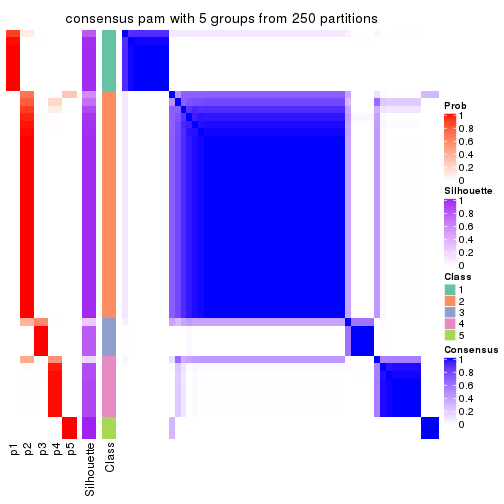 consensus pam with 5 groups from 250 partitions
Prob
1
0.8
0.6
0.4
0.2
0
Silhouette
1
0.8
0.6
0.4
0.2
0
Class
1
2
3
4
5
Consensus
1
0.8
0.6
0.4
0.2
0
p1
p2
p3
p4
p5
Silhouette
Class